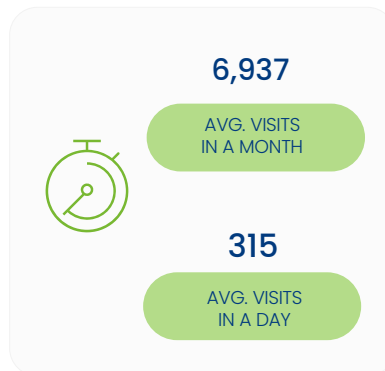 6,937
AVG. VISITS
IN A MONTH
315
AVG. VISITS
IN A DAY